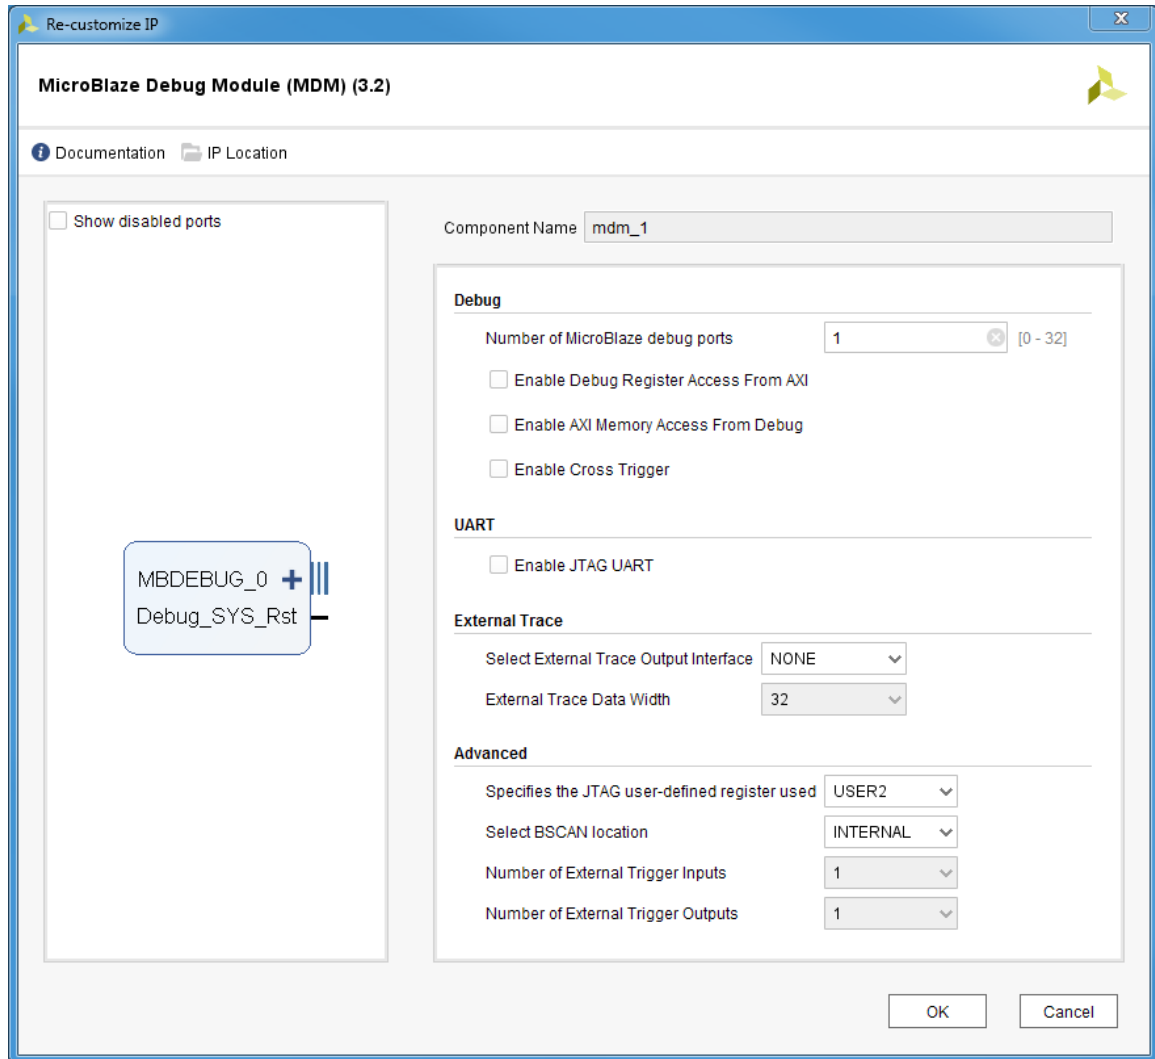 Re-customize IP
MicroBlaze Debug Module (MDM) (3.2)
Documentation IP Location
Show disabled ports
MBDEBUG_0
Debug_SYS_Rst
Component Name mdm_1
Debug
Number of MicroBlaze debug ports 1 [0 - 32]
Enable Debug Register Access From AXI
Enable AXI Memory Access From Debug
Enable Cross Trigger
UART
Enable JTAG UART
External Trace
Select External Trace Output Interface NONE
External Trace Data Width 32
Advanced
Specifies the JTAG user-defined register used USER2
Select BSCAN location INTERNAL
Number of External Trigger Inputs 1
Number of External Trigger Outputs 1
OK Cancel